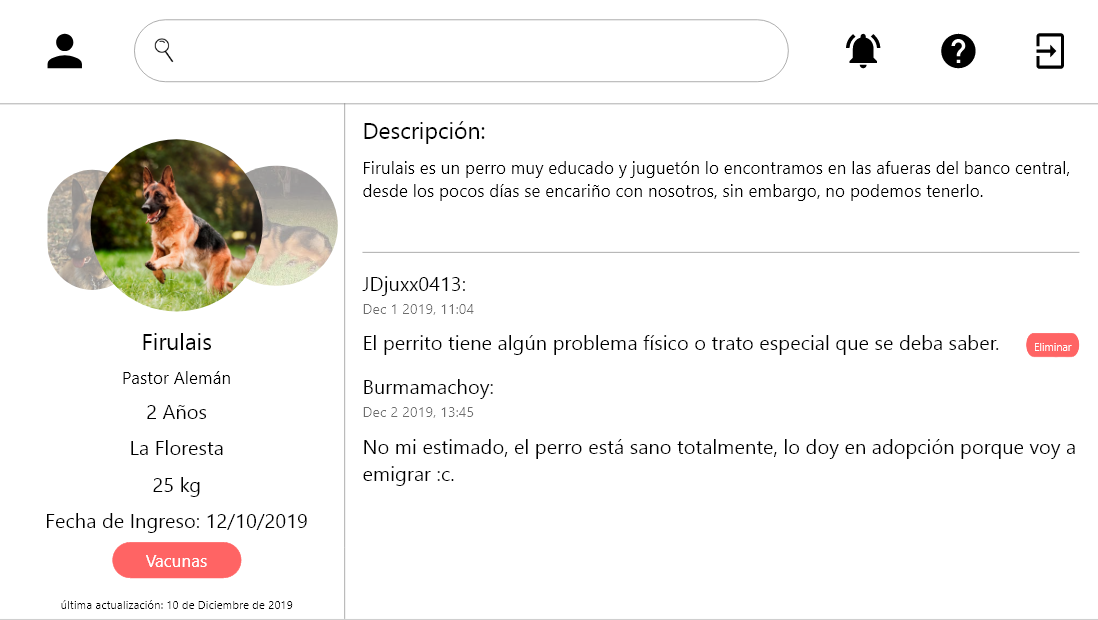 Firulais
Pastor Alemán
2 Años
La Floresta
25 kg
Fecha de Ingreso: 12/10/2019
Vacunas
última actualización: 10 de Diciembre de 2019
Descripción:
Firulais es un perro muy educado y juguetón lo encontramos en las afueras del banco central,
desde los pocos días se encariño con nosotros, sin embargo, no podemos tenerlo.
JDjuxx0413:
Dec 1 2019, 11:04
El perrito tiene algún problema físico o trato especial que se deba saber.
Eliminar
Burmamachoy:
Dec 2 2019, 13:45
No mi estimado, el perro está sano totalmente, lo doy en adopción porque voy a
emigrar :c.